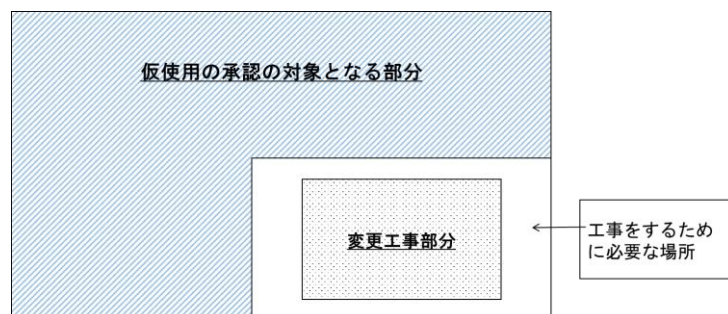 仮使用の承認の対象となる部分
変更工事部分
工事をするため
に必要な場所